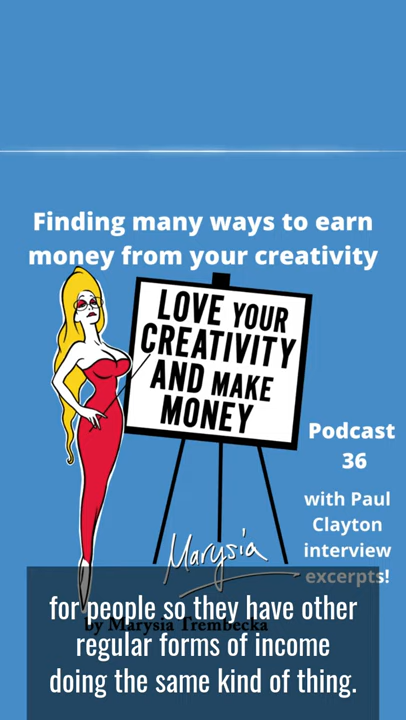 Finding many ways to earn
money from your creativity
LOVE YOUR
CREATIVITY
AND MAKE
MONEY
Podcast
36
with Paul
Clayton
interview
excerpts!
Marysia
by Marysia Trembecka
for people so they have other
regular forms of income
doing the same kind of thing.